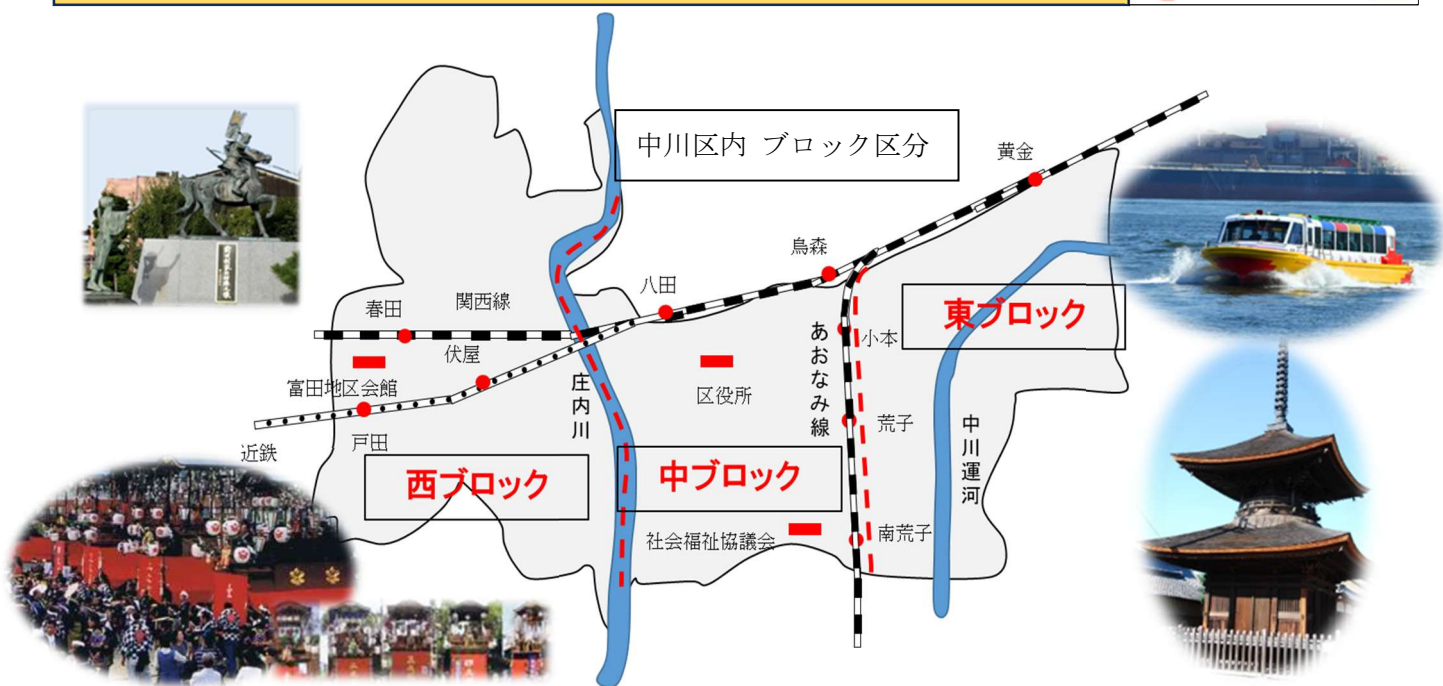 中川区内 ブロック区分
黄金
烏森
八田
春田
関西線
伏屋
富田地区会館
戸田
近鉄
庄内川
区役所
あおなみ線
小本
荒子
南荒子
中川運河
東ブロック
西ブロック
中ブロック
社会福祉協議会